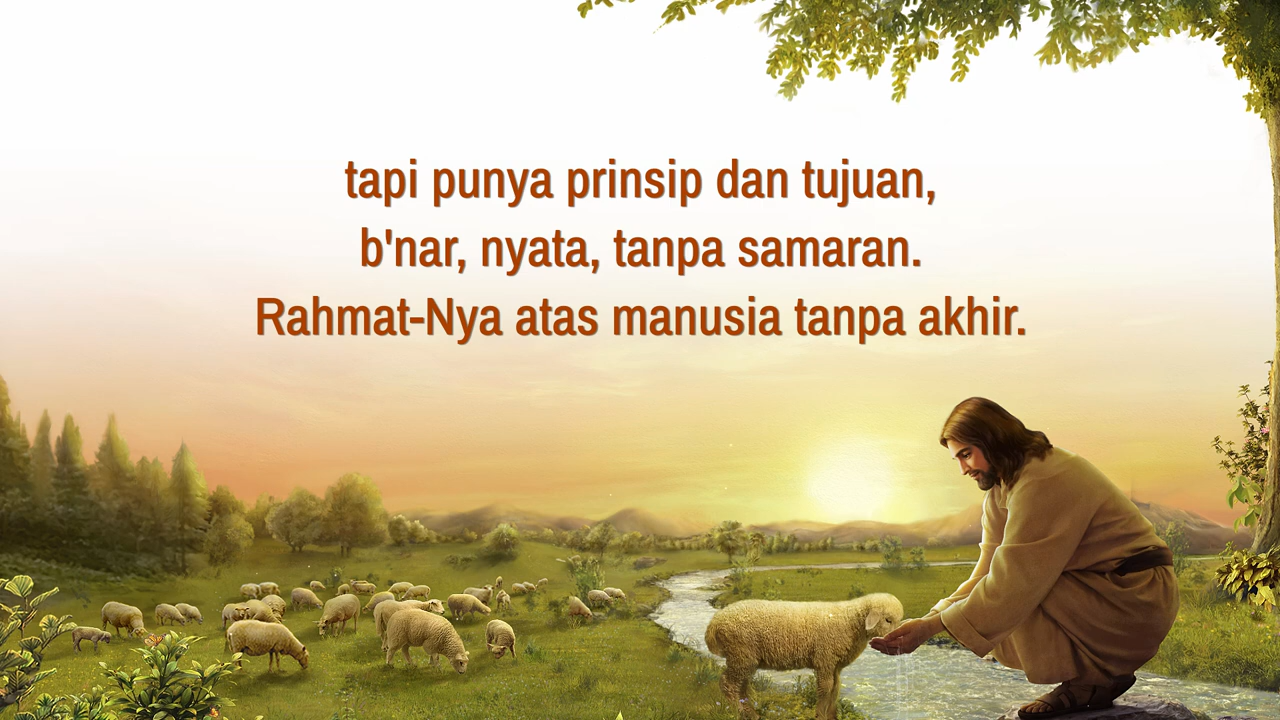 tapi punya prinsip dan tujuan,
b'nar, nyata, tanpa samaran.
Rahmat-Nya atas manusia tanpa akhir.